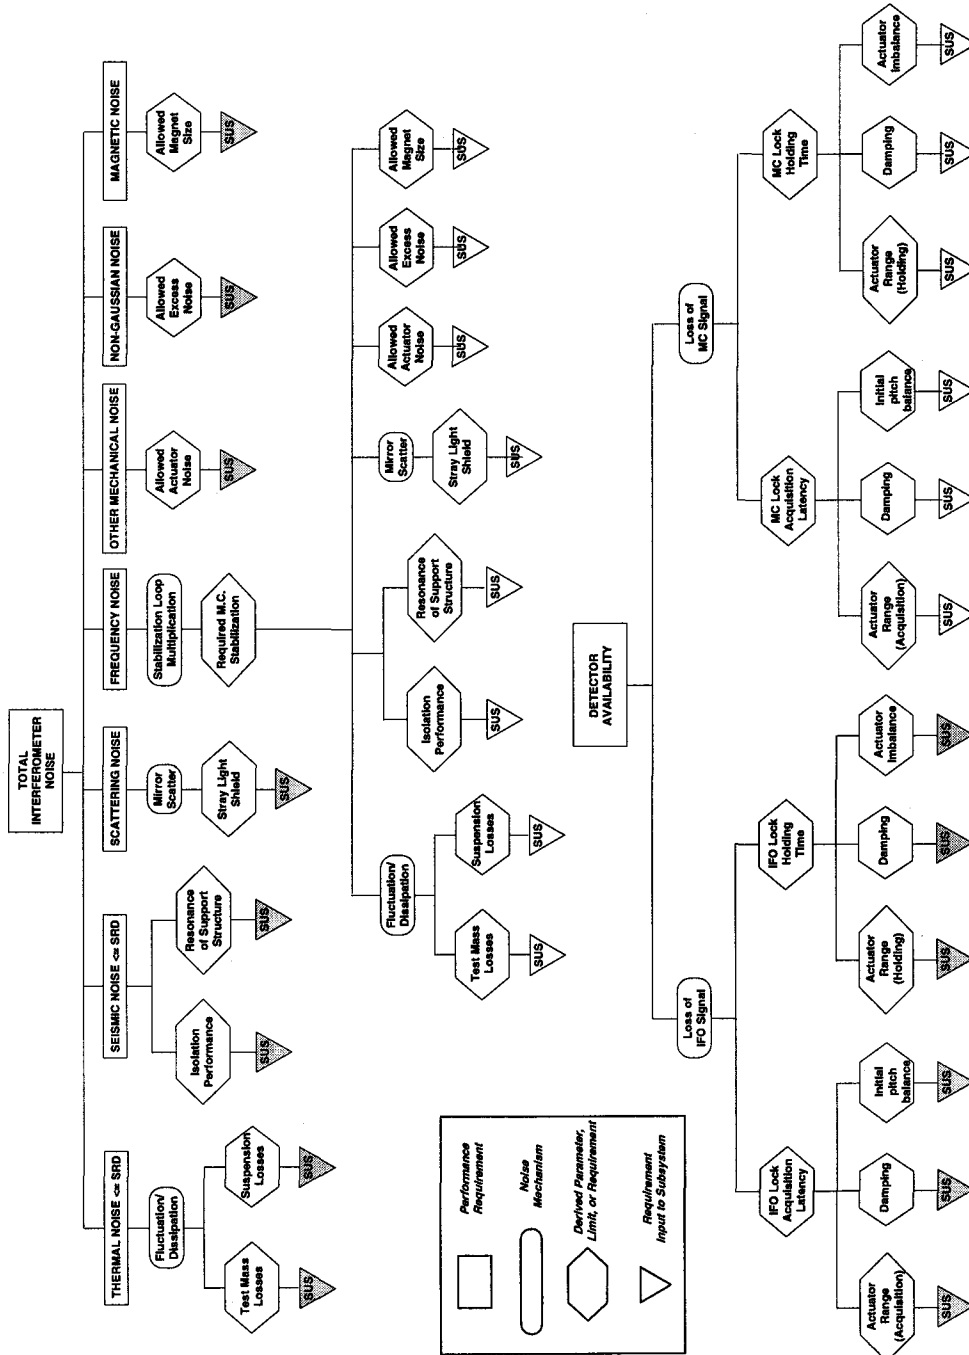 TOTAL
INTERFEROMETER
NOISE
THERMAL NOISE <= SRD
SEISMIC NOISE <= SRD
SCATTERING NOISE
FREQUENCY NOISE
OTHER MECHANICAL NOISE
NON-GAUSSIAN NOISE
MAGNETIC NOISE
Fluctuation/
Dissipation
Test Mass
Losses
SUS
Suspension
Losses
SUS
Isolation
Performance
SUS
Resonance
of Support
Structure
SUS
Mirror
Scatter
Stray Light
Shield
SUS
Stabilization Loop
Multiplication
Required M.C.
Stabilization
Allowed
Actuator
Noise
SUS
Allowed
Excess
Noise
SUS
Allowed
Magnet
Size
SUS
Fluctuation/
Dissipation
Test Mass
Losses
SUS
Suspension
Losses
SUS
Isolation
Performance
SUS
Resonance
of Support
Structure
SUS
Mirror
Scatter
Stray Light
Shield
SUS
Allowed
Actuator
Noise
SUS
Allowed
Excess
Noise
SUS
Allowed
Magnet
Size
SUS
Performance
Requirement
Noise
Mechanism
Derived Parameter,
Limit, or Requirement
Requirement
Input to Subsystem
DETECTOR
AVAILABILITY
Loss of
IFO Signal
Loss of
MC Signal
IFO Lock
Acquisition
Latency
IFO Lock
Holding
Time
MC Lock
Acquisition
Latency
MC Lock
Holding
Time
Actuator
Range
(Acquisition)
SUS
Damping
SUS
Initial
pitch
balance
SUS
Actuator
Range
(Holding)
SUS
Damping
SUS
Actuator
Imbalance
SUS
Actuator
Range
(Acquisition)
SUS
Damping
SUS
Initial
pitch
balance
SUS
Actuator
Range
(Holding)
SUS
Damping
SUS
Actuator
Imbalance
SUS